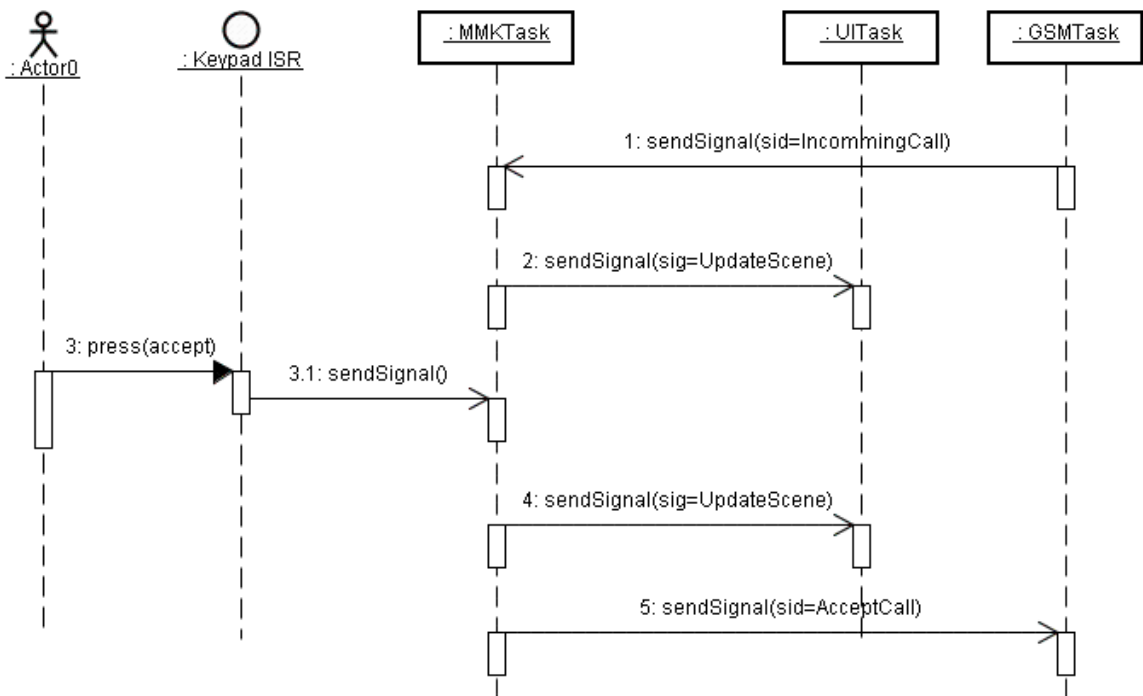 : Actor0
: Keypad ISR
: MMKTask
: UITask
: GSMTask
1: sendSignal(sid=IncommingCall)
2: sendSignal(sig=UpdateScene)
3: press(accept)
3.1: sendSignal()
4: sendSignal(sig=UpdateScene)
5: sendSignal(sid=AcceptCall)